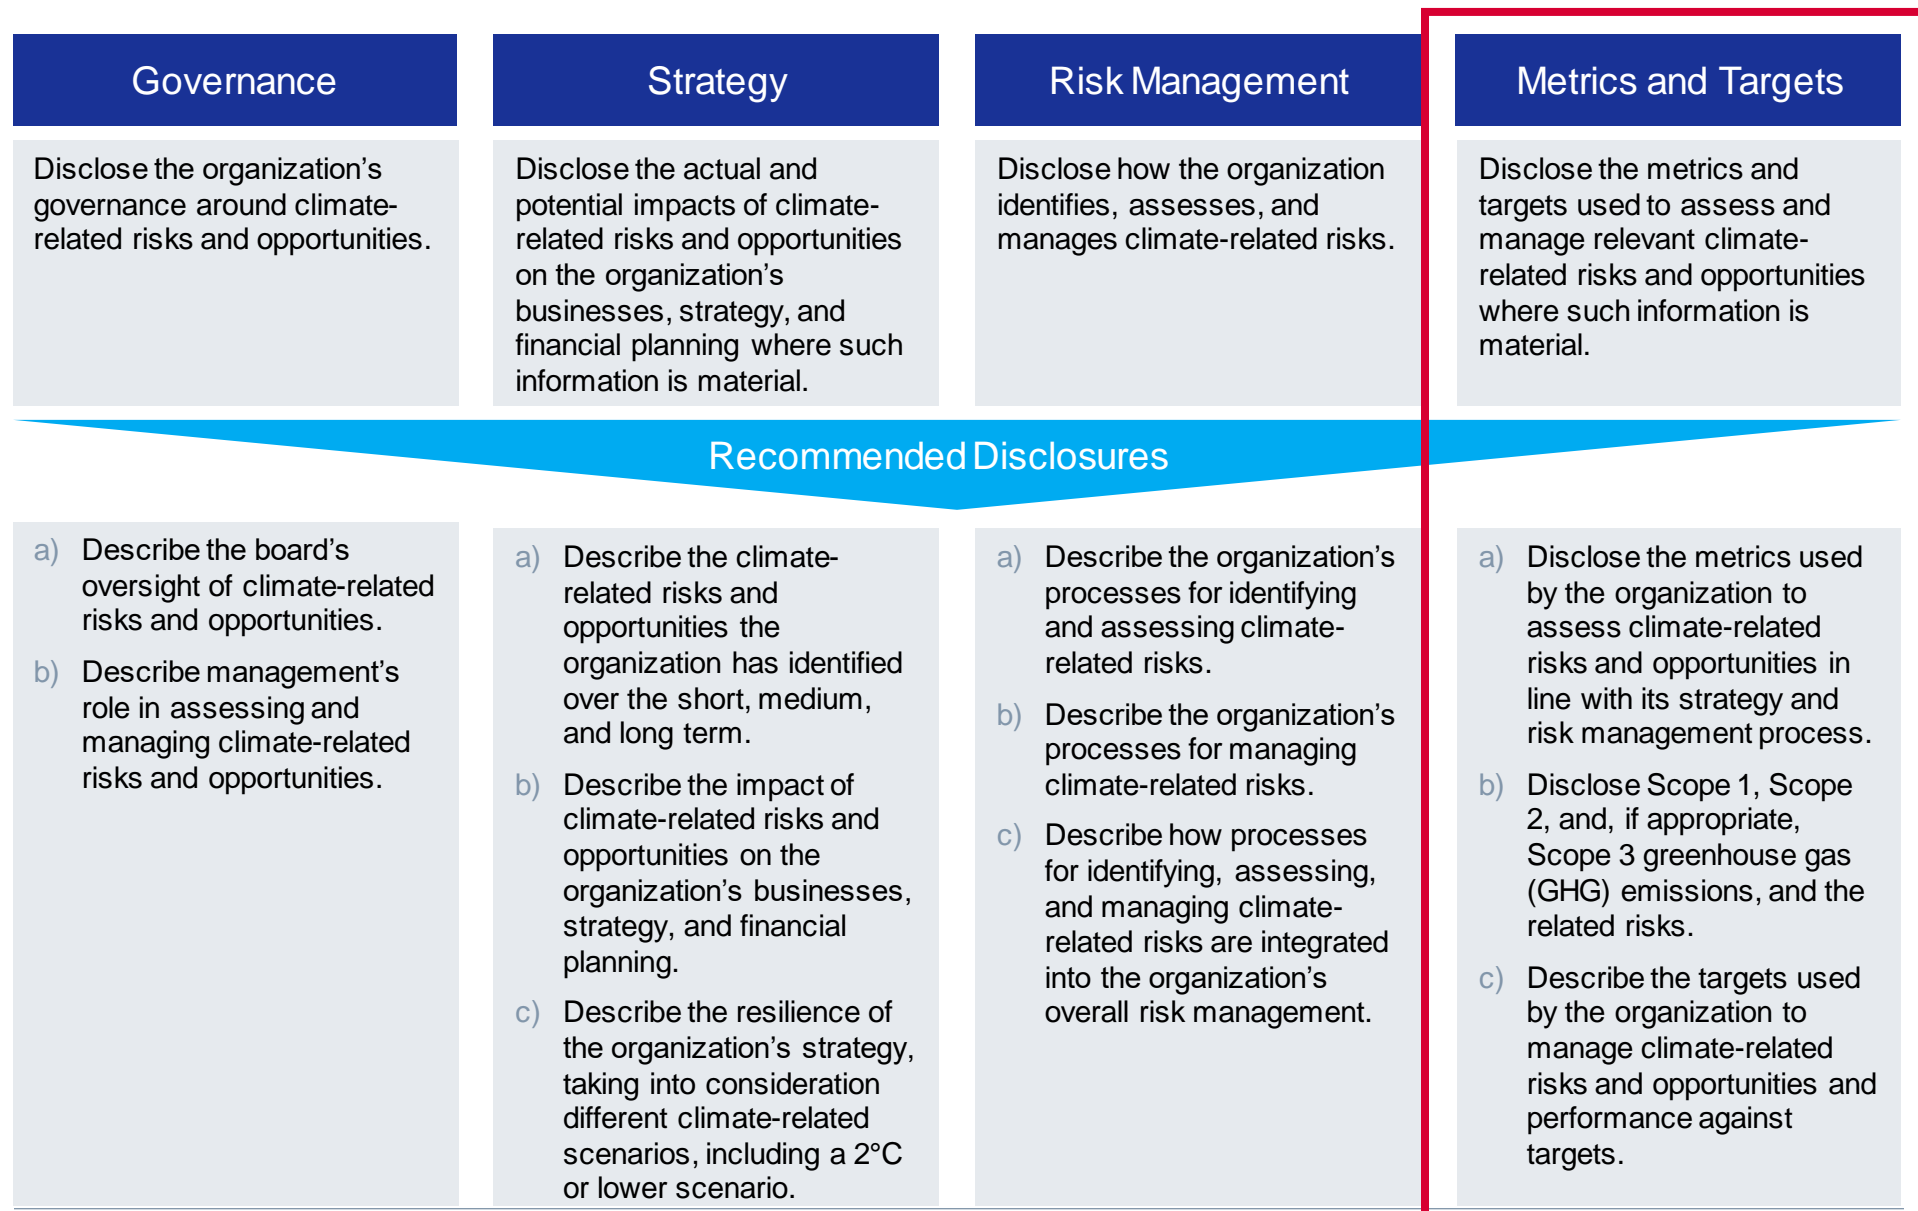 Governance
Strategy
Risk Management
Metrics and Targets
Disclose the organization's
governance around climate-
related risks and opportunities.
Disclose the actual and
potential impacts of climate-
related risks and opportunities
on the organization's
businesses, strategy, and
financial planning where such
information is material.
Disclose how the organization
identifies, assesses, and
manages climate-related risks.
Disclose the metrics and
targets used to assess and
manage relevant climate-
related risks and opportunities
where such information is
material.
Recommended Disclosures
a) Describe the board’s
oversight of climate-related
risks and opportunities.
b) Describe management’s
role in assessing and
managing climate-related
risks and opportunities.
a) Describe the climate-
related risks and
opportunities the
organization has identified
over the short, medium,
and long term.
b) Describe the impact of
climate-related risks and
opportunities on the
organization’s businesses,
strategy, and financial
planning.
c) Describe the resilience of
the organization’s strategy,
taking into consideration
different climate-related
scenarios, including a 2°C
or lower scenario.
a) Describe the organization’s
processes for identifying
and assessing climate-
related risks.
b) Describe the organization’s
processes for managing
climate-related risks.
c) Describe how processes
for identifying, assessing,
and managing climate-
related risks are integrated
into the organization’s
overall risk management.
a) Disclose the metrics used
by the organization to
assess climate-related
risks and opportunities in
line with its strategy and
risk management process.
b) Disclose Scope 1, Scope
2, and, if appropriate,
Scope 3 greenhouse gas
(GHG) emissions, and the
related risks.
c) Describe the targets used
by the organization to
manage climate-related
risks and opportunities and
performance against
targets.